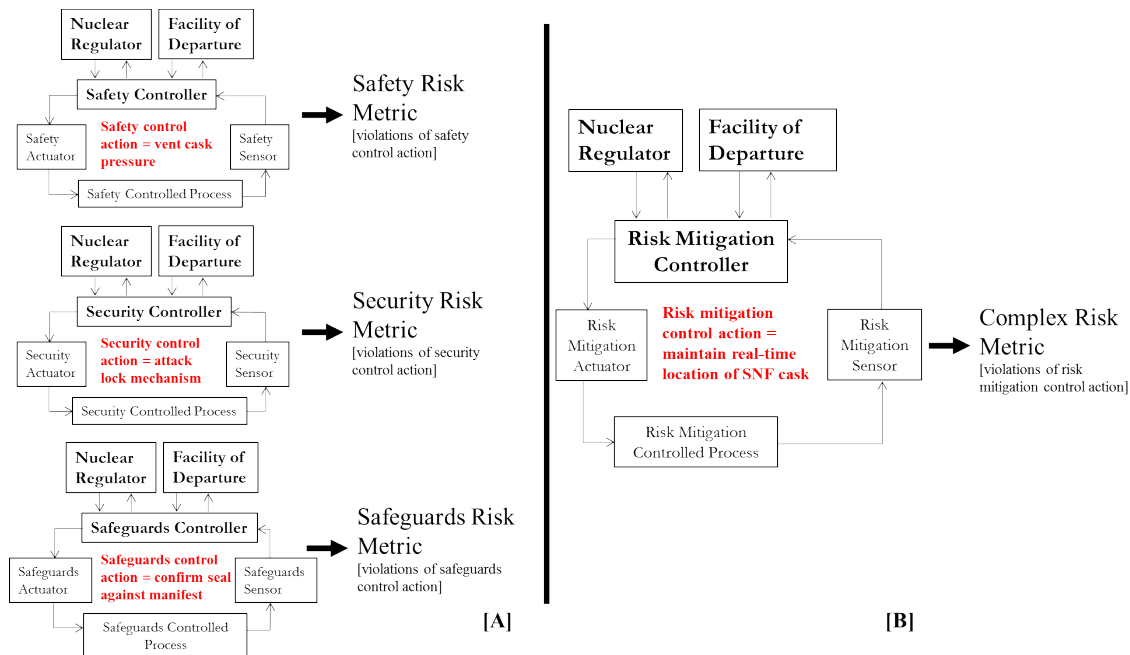 Nuclear
Regulator
Facility of
Departure
Safety Controller
Safety
Actuator
Safety control
action = vent cask
pressure
Safety
Sensor
Safety Controlled Process
Safety Risk
Metric
[violations of safety
control action]
Nuclear
Regulator
Facility of
Departure
Security Controller
Security
Actuator
Security control
action = attack
lock mechanism
Security
Sensor
Security Controlled Process
Security Risk
Metric
[violations of security
control action]
Nuclear
Regulator
Facility of
Departure
Safeguards Controller
Safeguards
Actuator
Safeguards control
action = confirm seal
against manifest
Safeguards
Sensor
Safeguards Controlled
Process
Safeguards Risk
Metric
[violations of safeguards
control action]
[A]
Nuclear
Regulator
Facility of
Departure
Risk Mitigation
Controller
Risk
Mitigation
Actuator
Risk mitigation
control action =
maintain real-time
location of SNF cask
Risk
Mitigation
Sensor
Risk Mitigation
Controlled Process
Complex Risk
Metric
[violations of risk
mitigation control action]
[B]